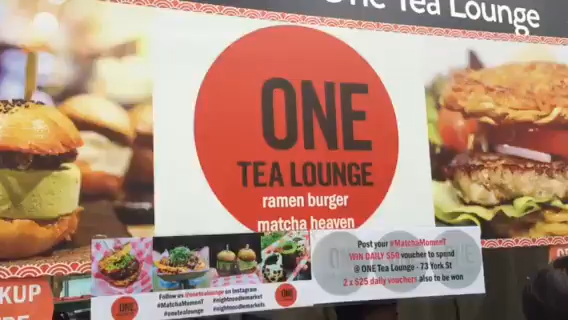 One Tea Lounge
ONE
TEA LOUNGE
ramen burger
matcha heaven
Post your #MatchaMomenT
WIN DAILY $50 voucher to spend
@ ONE Tea Lounge - 73 York St
2 x $25 daily vouchers also to be won
Follow us @onetealounge on Instagram
#MatchaMomenT #nightnoodlemarket
#onetealounge #nightnoodlemarkets
ONE
ONE